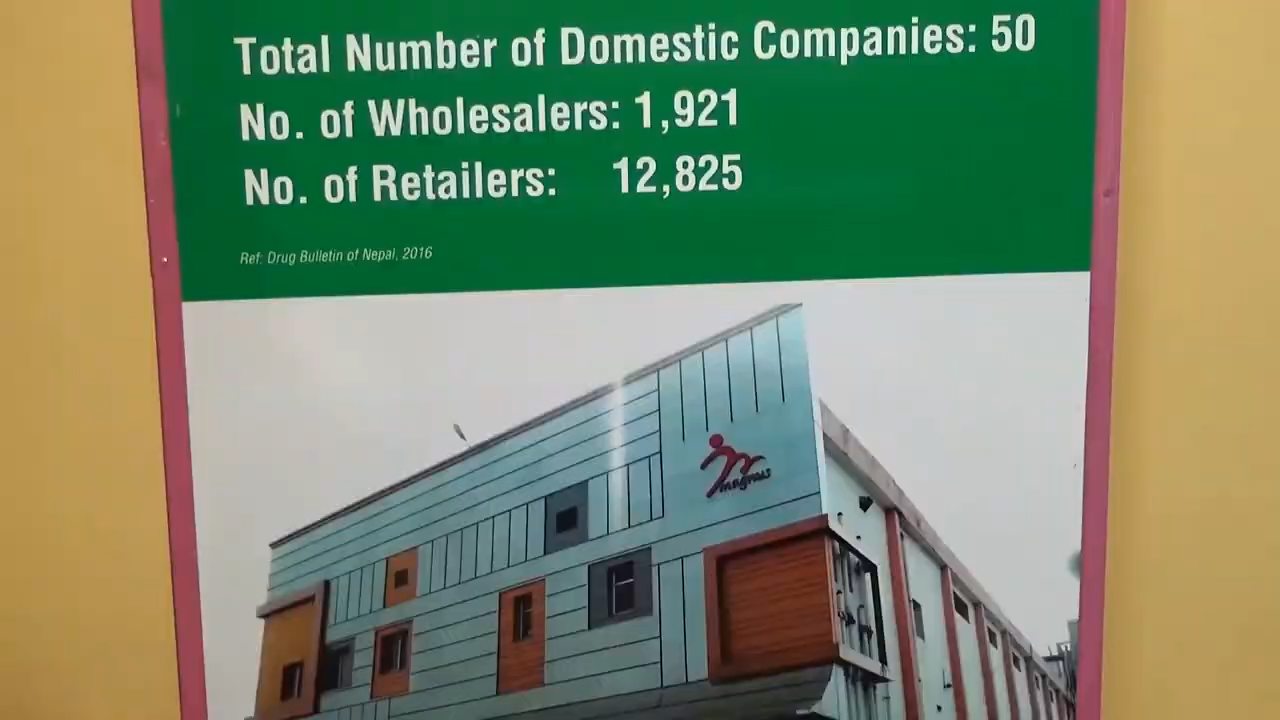 Total Number of Domestic Companies: 50
No. of Wholesalers: 1,921
No. of Retailers: 12,825
Ref: Drug Bulletin of Nepal, 2016
magnus